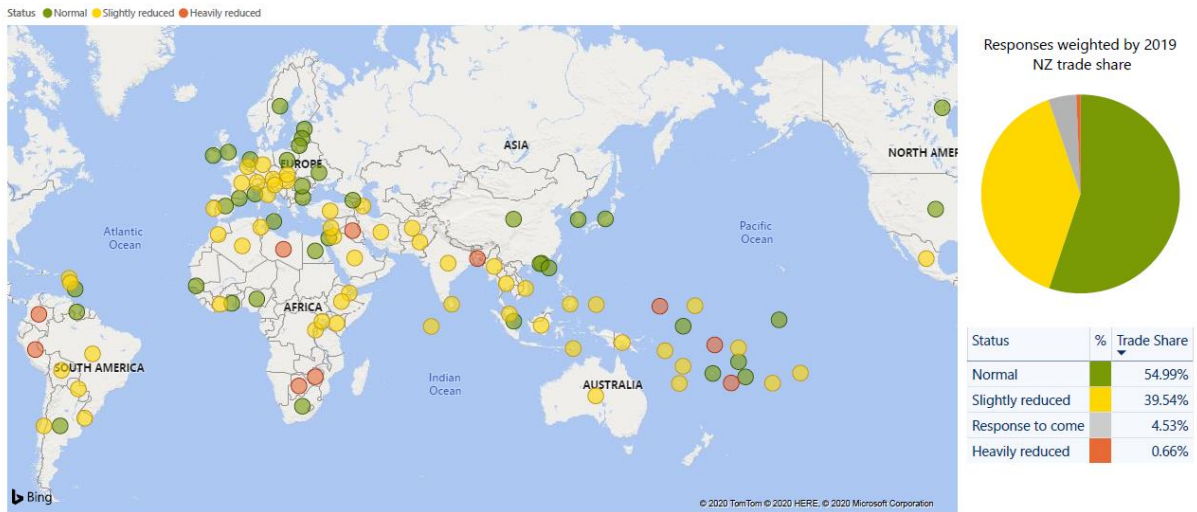 Status Normal Slightly reduced Heavily reduced
Responses weighted by 2019
NZ trade share
ASIA
EUROPE
NORTH AMER
Atlantic
Ocean
Pacific
Ocean
AFRICA
SOUTH AMERICA
Indian
Ocean
AUSTRALIA
Status % Trade Share
Normal 54.99%
Slightly reduced 39.54%
Response to come 4.53%
Heavily reduced 0.66%
Bing
© 2020 TomTom © 2020 HERE, © 2020 Microsoft Corporation